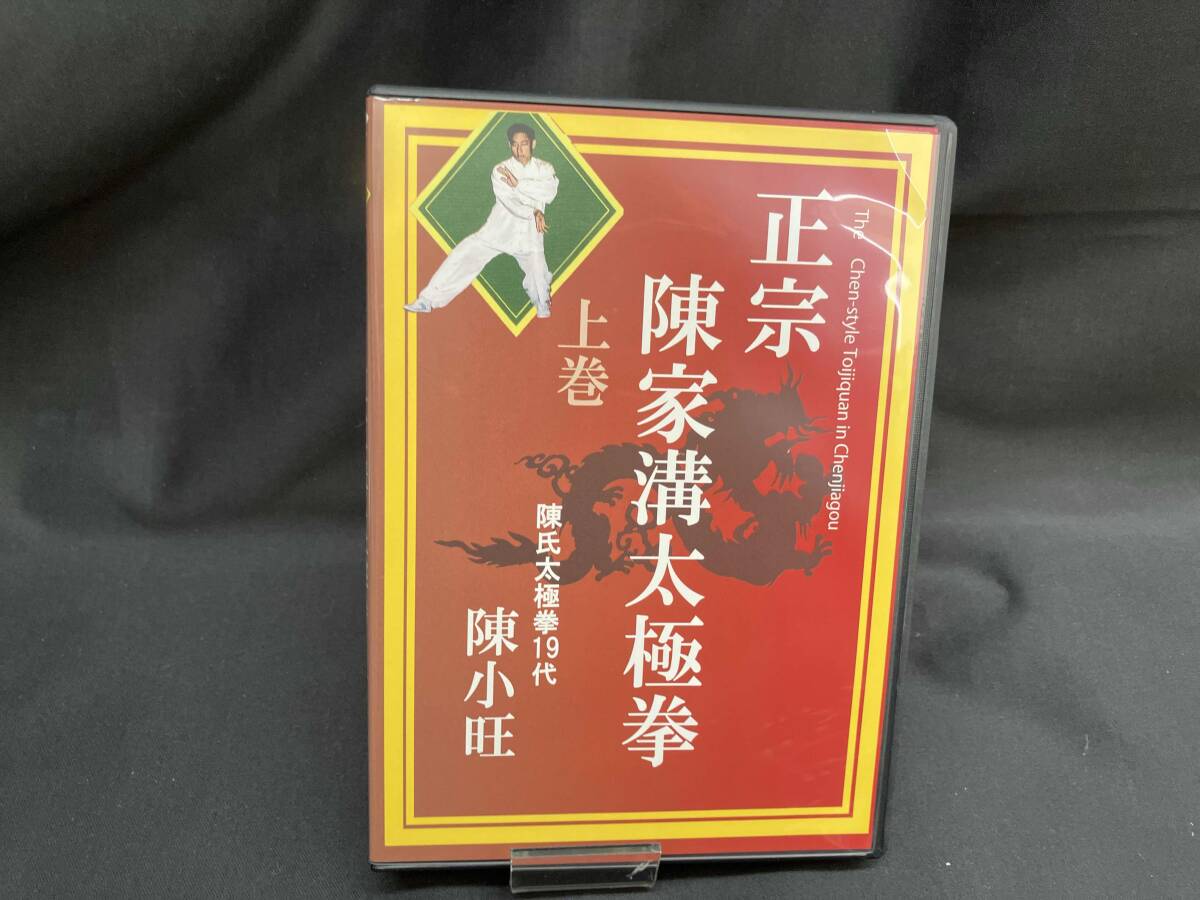 The Chen-style Toijiquan in Chenjiagou
正宗
陳家溝太極拳
上巻
陳氏太極拳19代
陳小旺